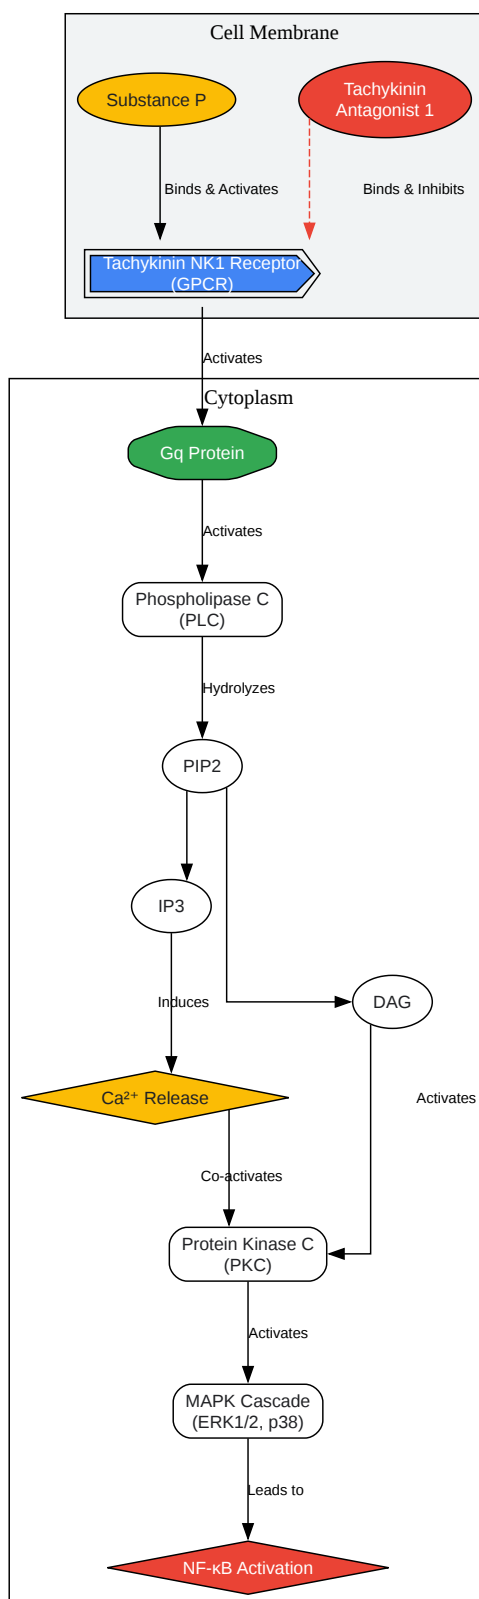 Cell Membrane
Substance P
Tachykinin
Antagonist 1
Binds & Activates
Binds & Inhibits
Tachykinin NK1 Receptor
(GPCR)
Activates
Cytoplasm
Gq Protein
Activates
Phospholipase C
(PLC)
Hydrolyzes
PIP2
IP3
Induces
DAG
Ca²⁺ Release
Activates
Co-activates
Protein Kinase C
(PKC)
Activates
MAPK Cascade
(ERK1/2, p38)
Leads to
NF-κB Activation